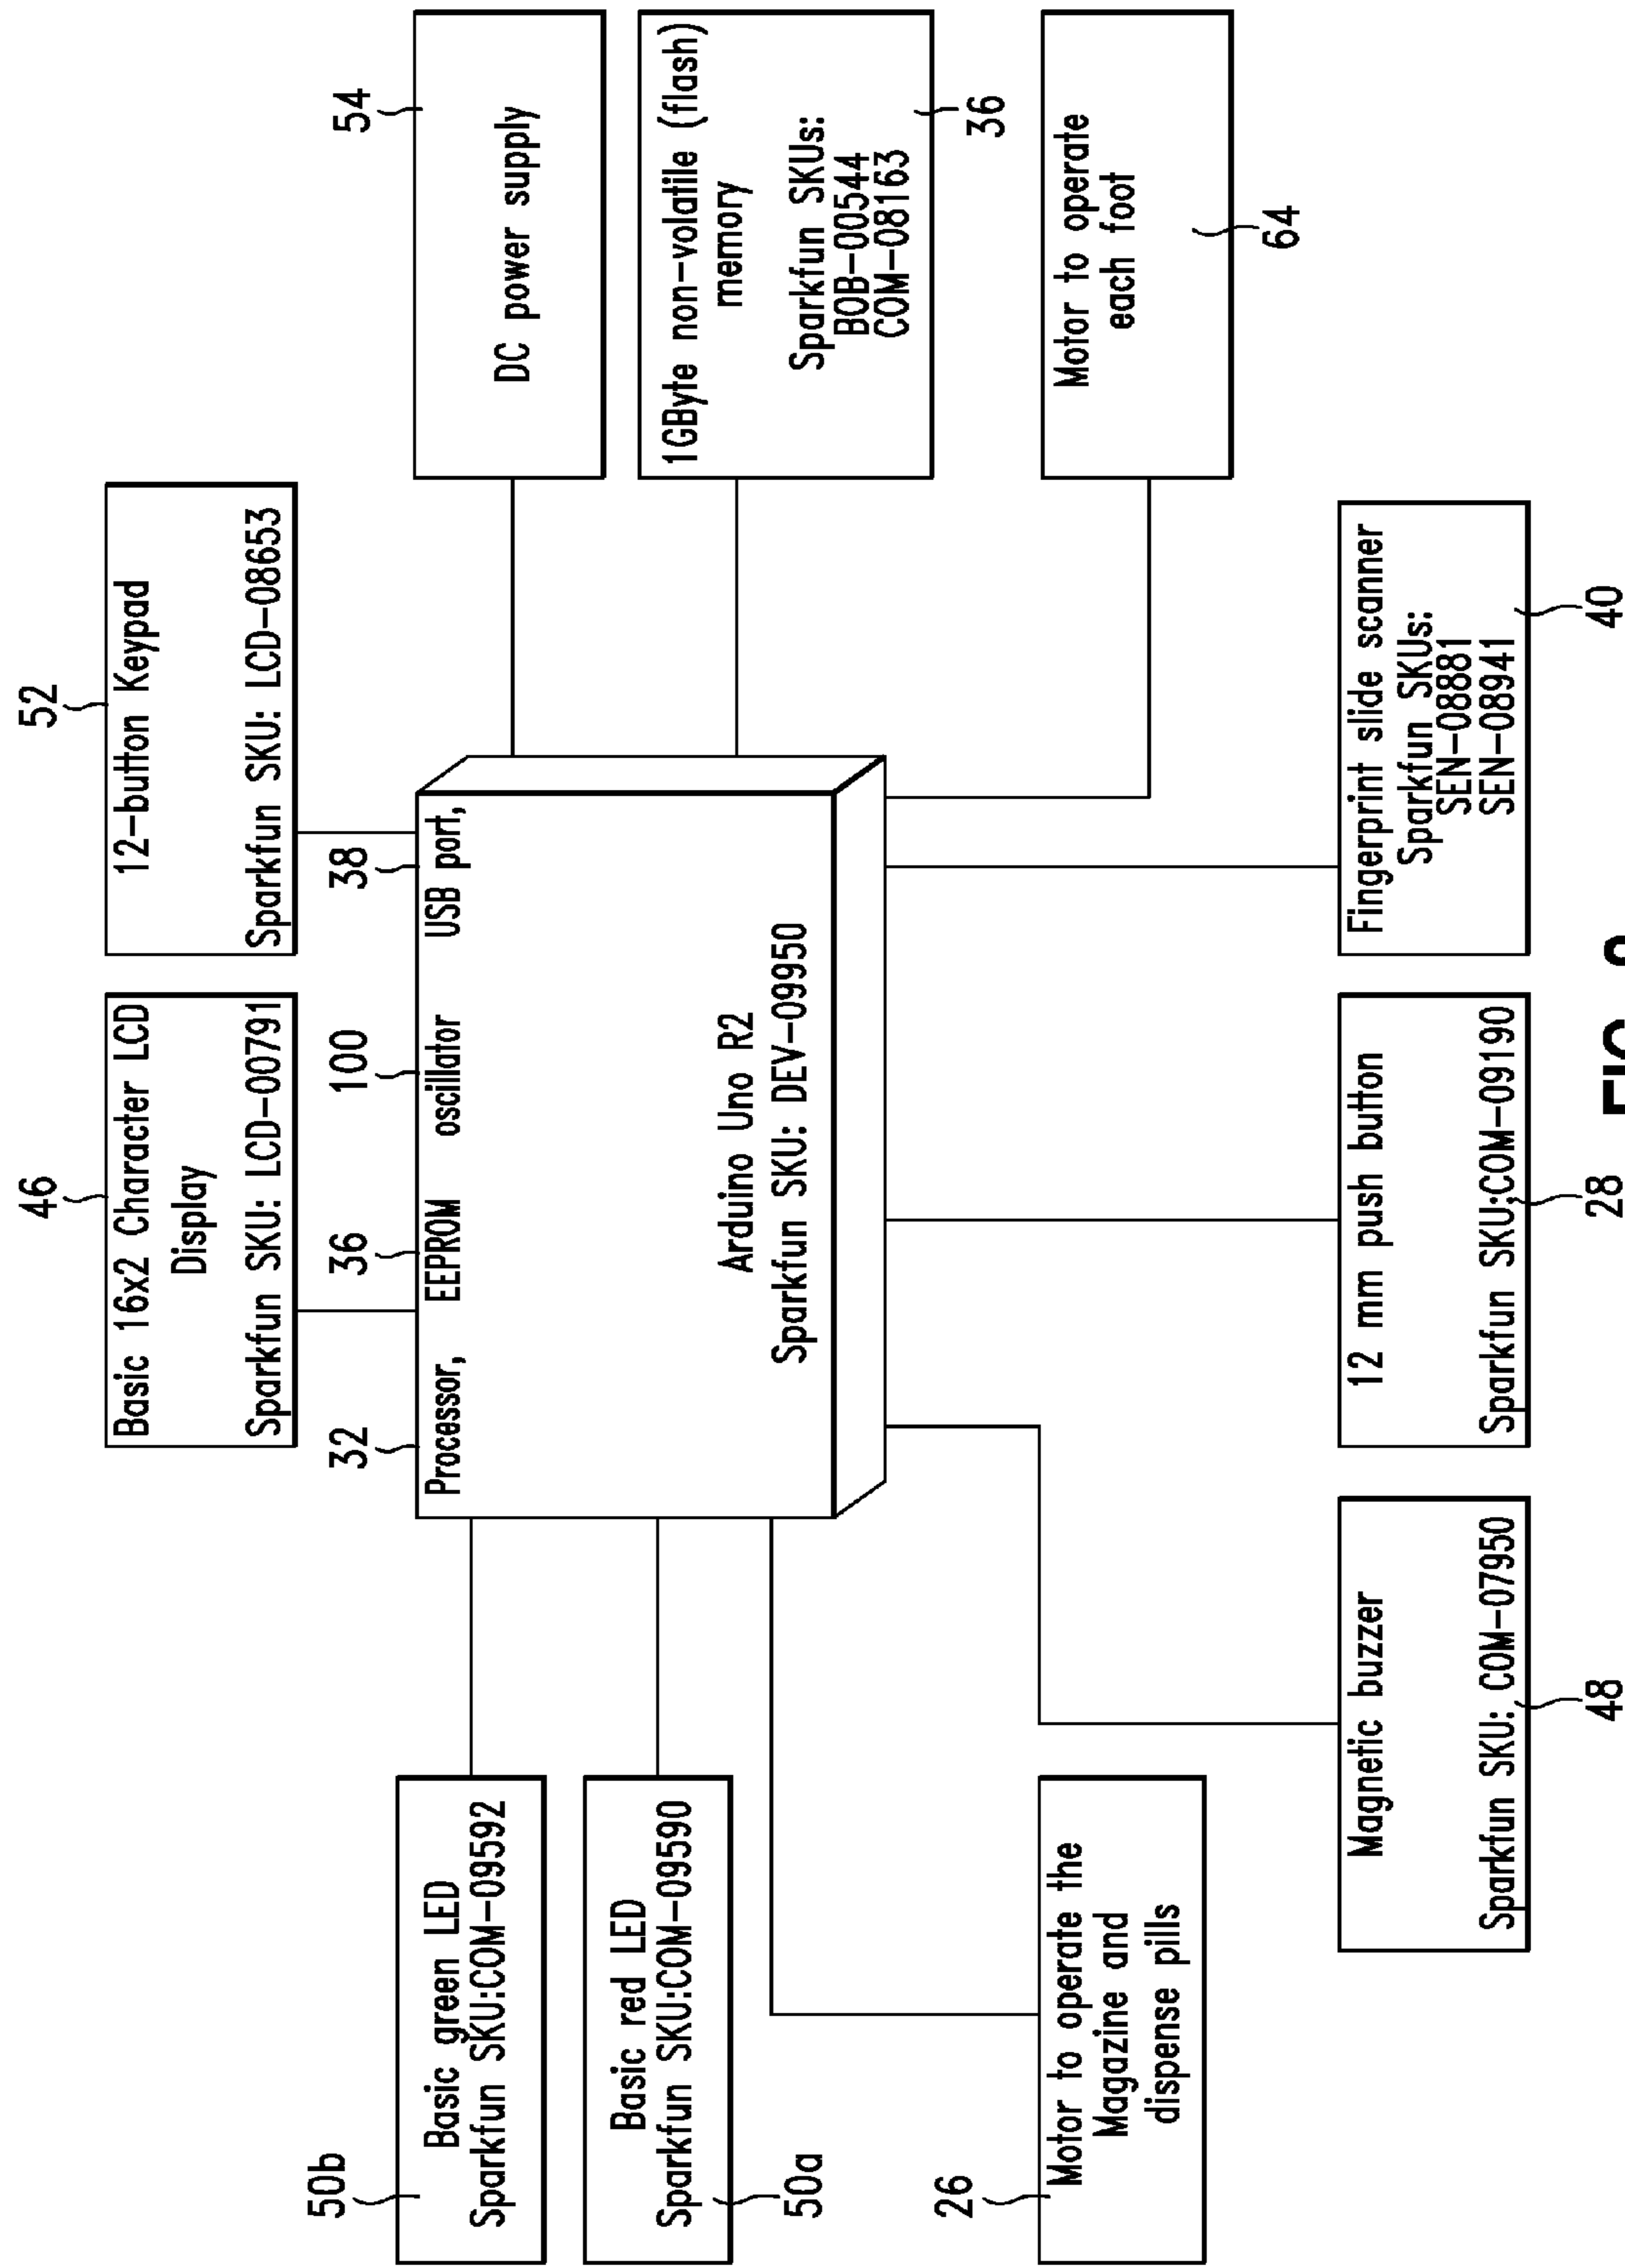 46
52
Basic 16x2 Character LCD
Display
Sparkfun SKU: LCD-00791
12-button Keypad
Sparkfun SKU: LCD-08653
50b
Basic green LED
Sparkfun SKU:COM-09592
Basic red LED
Sparkfun SKU:COM-09590
50a
32
36
100
38
Processor, EEPROM oscillator USB port,
Arduino Uno R2
Sparkfun SKU: DEV-09950
54
DC power supply
1GByte non-volatile (flash)
memory
Sparkfun SKUs:
BOB-00544
COM-08163
36
26
Motor to operate the
Magazine and
dispense pills
Motor to operate
each foot
64
Magnetic buzzer
Sparkfun SKU: COM-07950
48
12 mm push button
Sparkfun SKU:COM-09190
28
Fingerprint slide scanner
Sparkfun SKUs:
SEN-08881
SEN-08941
40
FIG